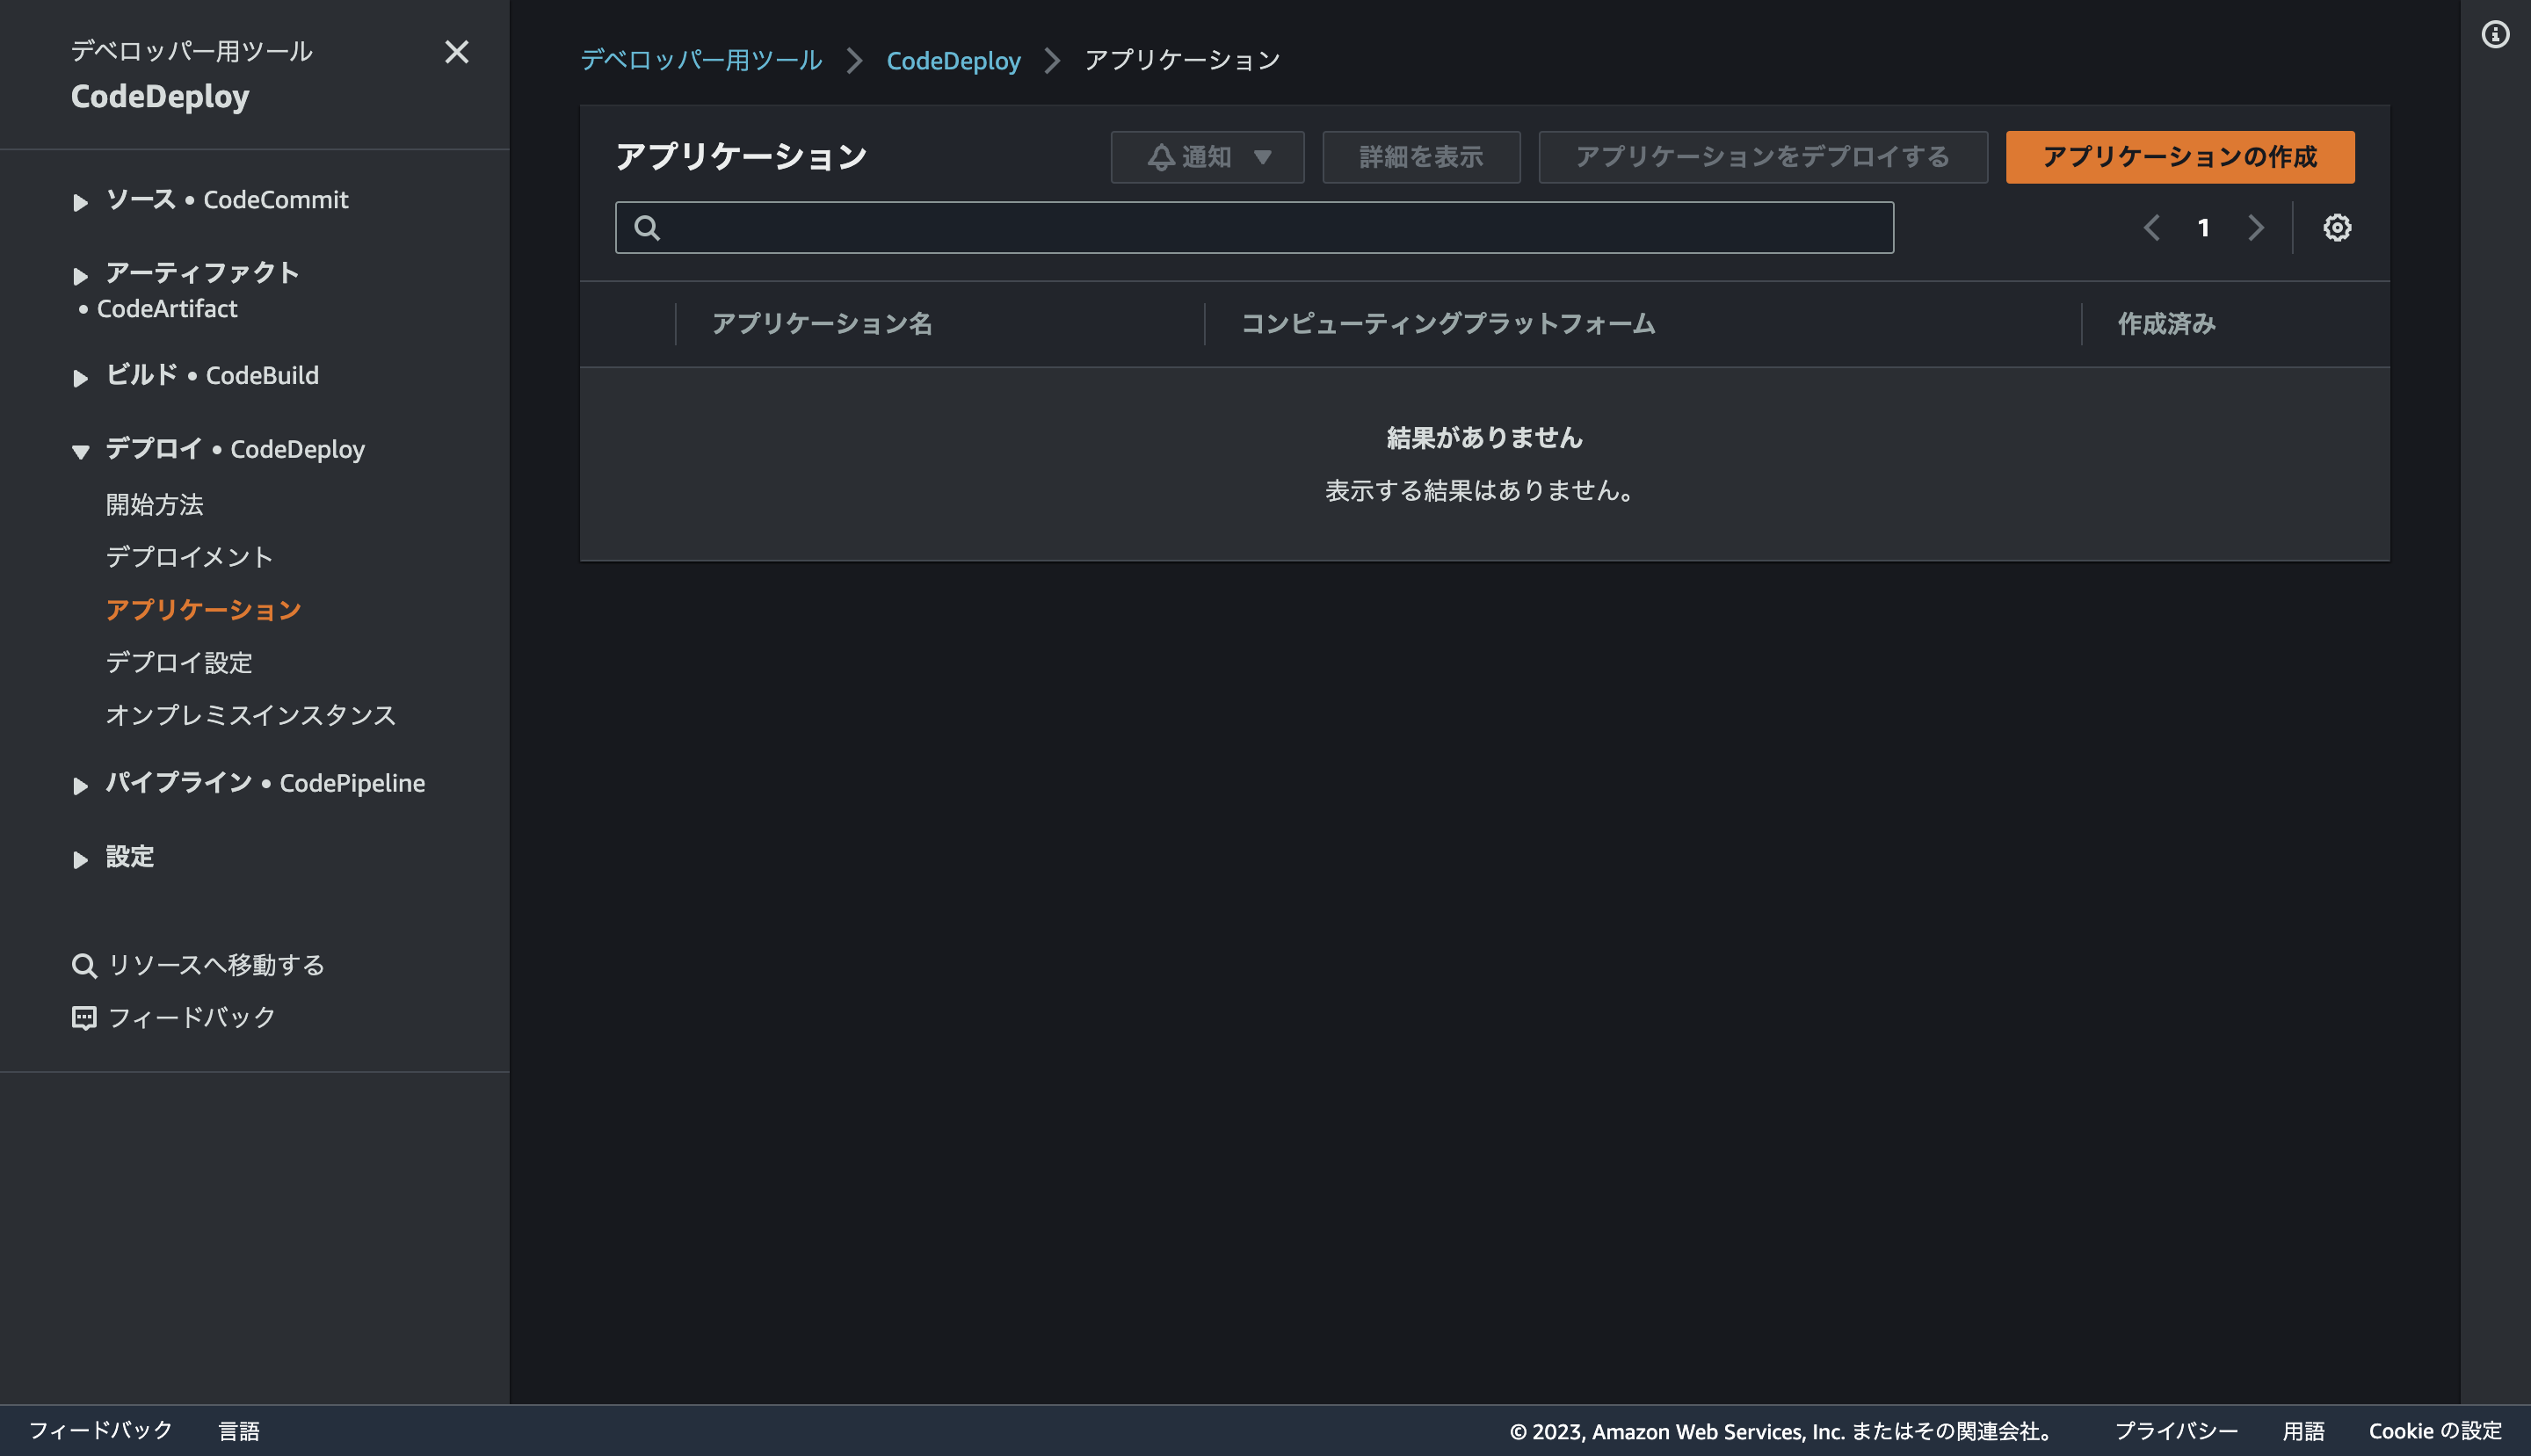 デベロッパー用ツール
CodeDeploy
ソース • CodeCommit
アーティファクト
• CodeArtifact
ビルド • CodeBuild
デプロイ • CodeDeploy
開始方法
デプロイメント
アプリケーション
デプロイ設定
オンプレミスインスタンス
パイプライン • CodePipeline
設定
リソースへ移動する
フィードバック
デベロッパー用ツール CodeDeploy アプリケーション
アプリケーション 通知 詳細を表示 アプリケーションをデプロイする アプリケーションの作成
1
アプリケーション名 コンピューティングプラットフォーム 作成済み
結果がありません
表示する結果はありません。
フィードバック 言語 © 2023, Amazon Web Services, Inc. またはその関連会社。 プライバシー 用語 Cookie の設定